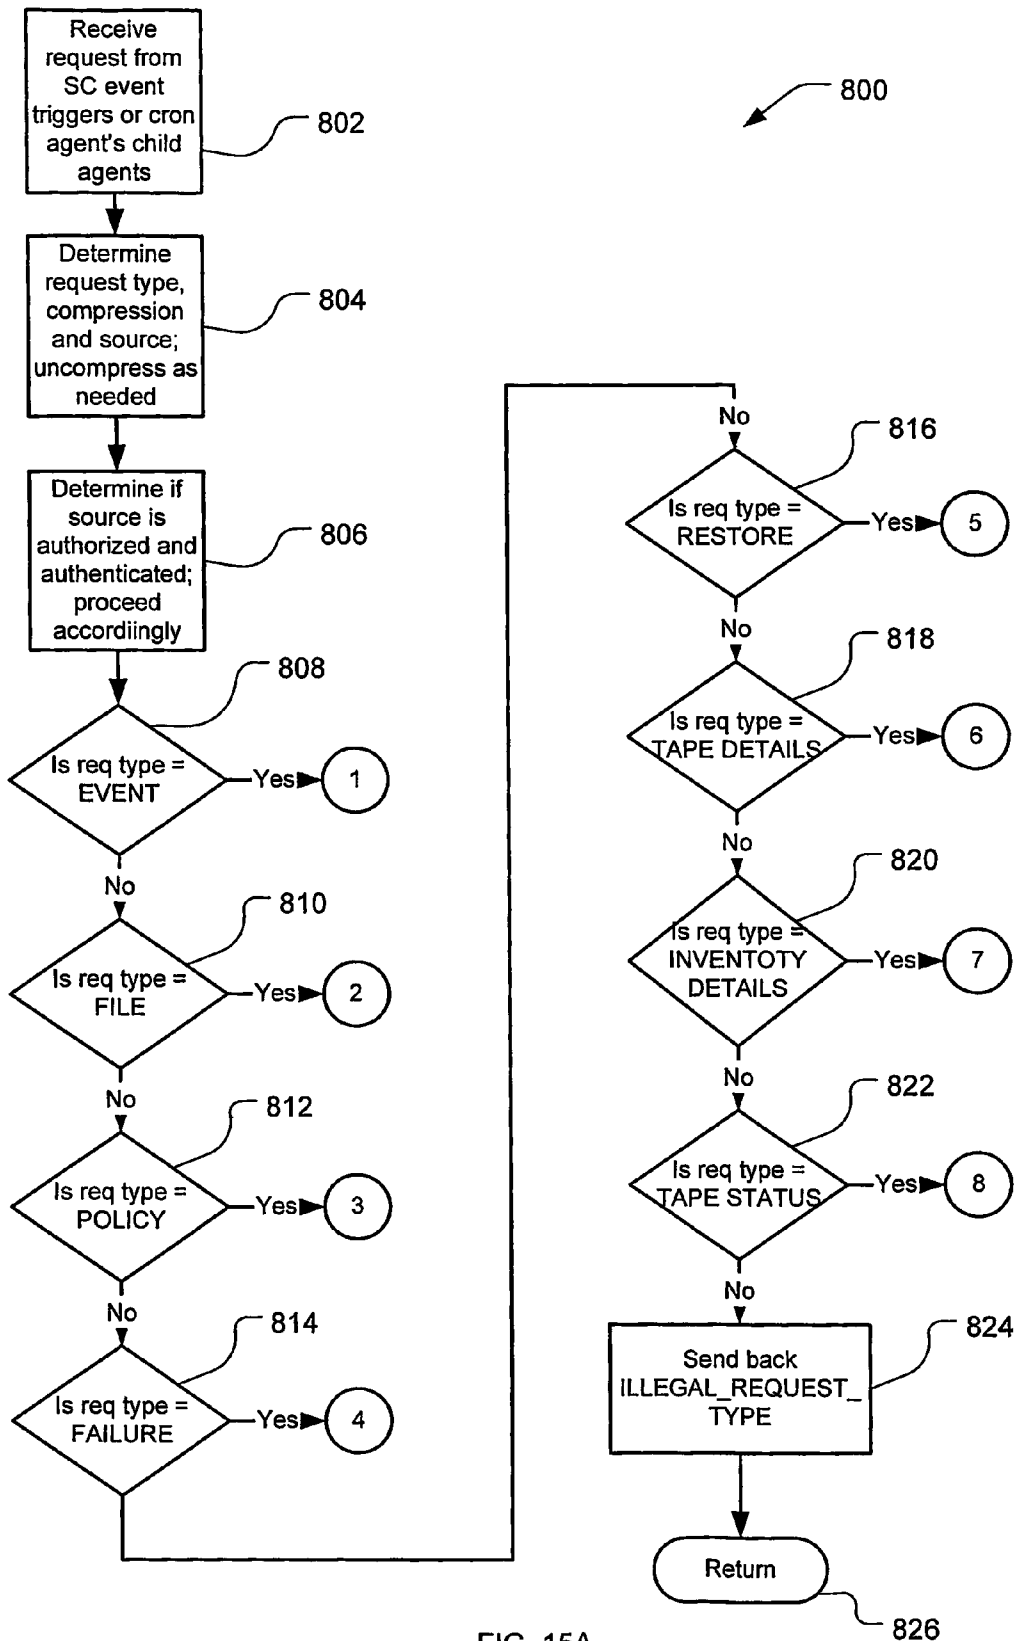 Receive
request from
SC event
triggers or cron
agent's child
agents
802
800
Determine
request type,
compression
and source;
uncompress as
needed
804
Determine if
source is
authorized and
authenticated;
proceed
accordiingly
806
Is req type =
EVENT
808
Yes
1
No
Is req type =
FILE
810
Yes
2
No
Is req type =
POLICY
812
Yes
3
No
Is req type =
FAILURE
814
Yes
4
No
Is req type =
RESTORE
816
Yes
5
No
Is req type =
TAPE DETAILS
818
Yes
6
No
Is req type =
INVENTOTY
DETAILS
820
Yes
7
No
Is req type =
TAPE STATUS
822
Yes
8
No
Send back
ILLEGAL_REQUEST_
TYPE
824
Return
826
FIG. 15A